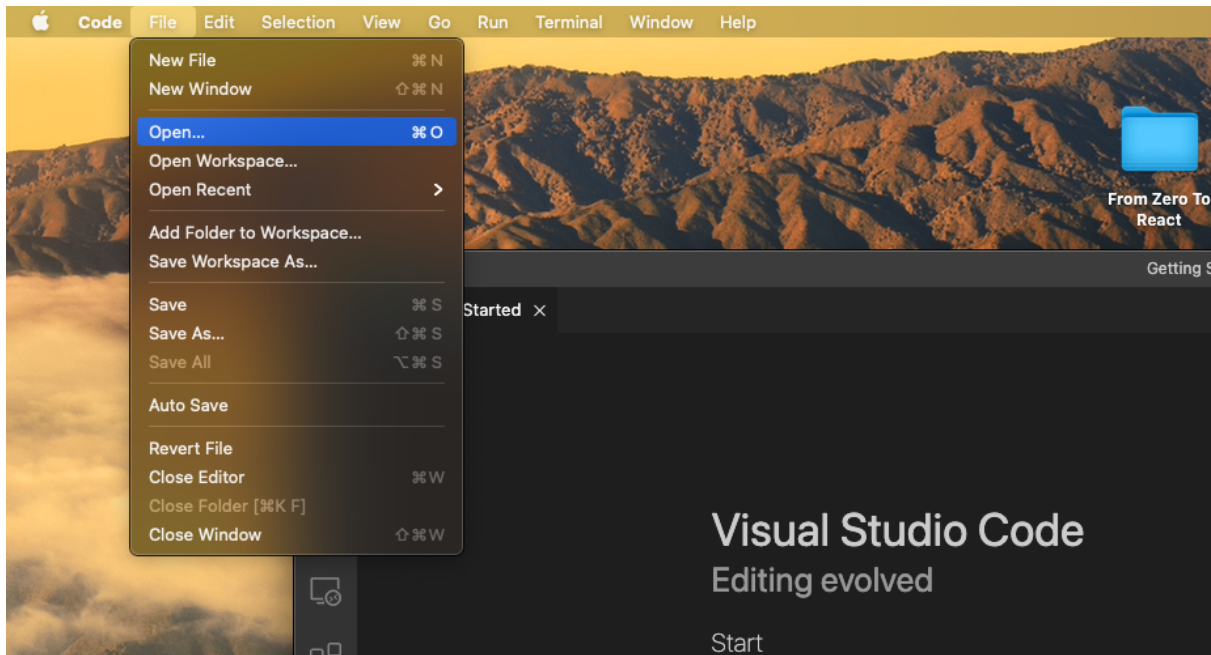 Code File Edit Selection View Go Run Terminal Window Help
New File ⌘ N
New Window ⇧ ⌘ N
Open... ⌘ O
Open Workspace...
Open Recent >
Add Folder to Workspace...
Save Workspace As...
Save ⌘ S
Save As... ⇧ ⌘ S
Save All ⌥ ⌘ S
Auto Save
Revert File
Close Editor ⌘ W
Close Folder [⌘K F]
Close Window ⇧ ⌘ W
From Zero To
React
Getting S
Started ×
Visual Studio Code
Editing evolved
Start